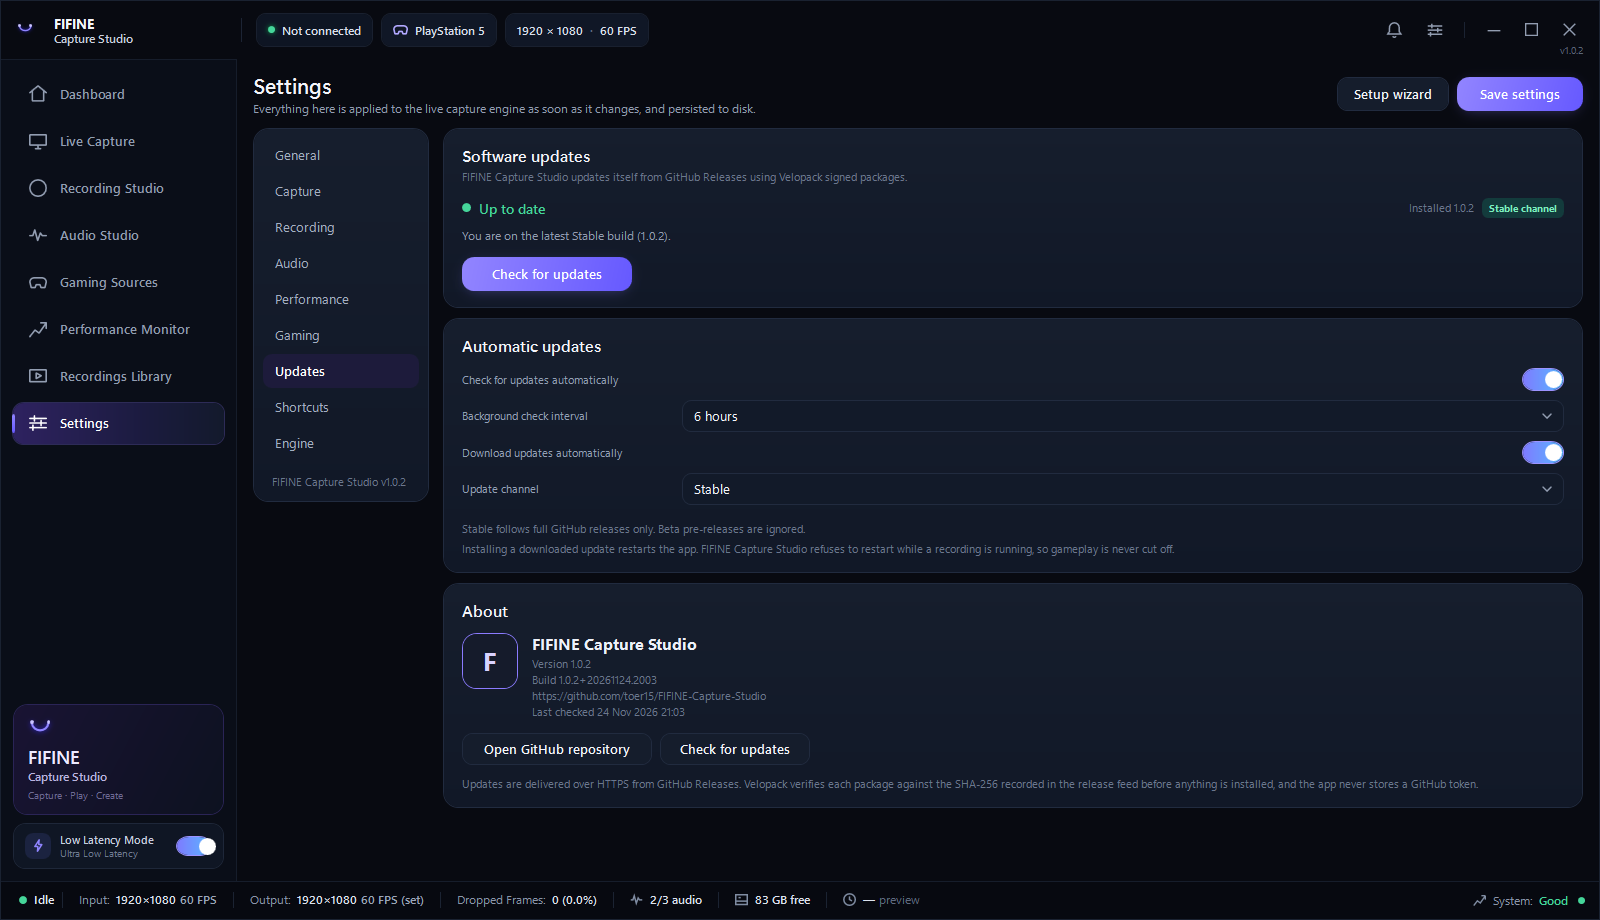 FIFINE
Capture Studio
Not connected
PlayStation 5
1920 × 1080 · 60 FPS
v1.0.2
Dashboard
Live Capture
Recording Studio
Audio Studio
Gaming Sources
Performance Monitor
Recordings Library
Settings
FIFINE
Capture Studio
Capture · Play · Create
Low Latency Mode
Ultra Low Latency
Settings
Everything here is applied to the live capture engine as soon as it changes, and persisted to disk.
Setup wizard
Save settings
General
Capture
Recording
Audio
Performance
Gaming
Updates
Shortcuts
Engine
FIFINE Capture Studio v1.0.2
Software updates
FIFINE Capture Studio updates itself from GitHub Releases using Velopack signed packages.
Up to date
Installed 1.0.2
Stable channel
You are on the latest Stable build (1.0.2).
Check for updates
Automatic updates
Check for updates automatically
Background check interval
6 hours
Download updates automatically
Update channel
Stable
Stable follows full GitHub releases only. Beta pre-releases are ignored.
Installing a downloaded update restarts the app. FIFINE Capture Studio refuses to restart while a recording is running, so gameplay is never cut off.
About
F
FIFINE Capture Studio
Version 1.0.2
Build 1.0.2+20261124.2003
https://github.com/toer15/FIFINE-Capture-Studio
Last checked 24 Nov 2026 21:03
Open GitHub repository
Check for updates
Updates are delivered over HTTPS from GitHub Releases. Velopack verifies each package against the SHA-256 recorded in the release feed before anything is installed, and the app never stores a GitHub token.
Idle
Input: 1920×1080 60 FPS
Output: 1920×1080 60 FPS (set)
Dropped Frames: 0 (0.0%)
2/3 audio
83 GB free
— preview
System: Good